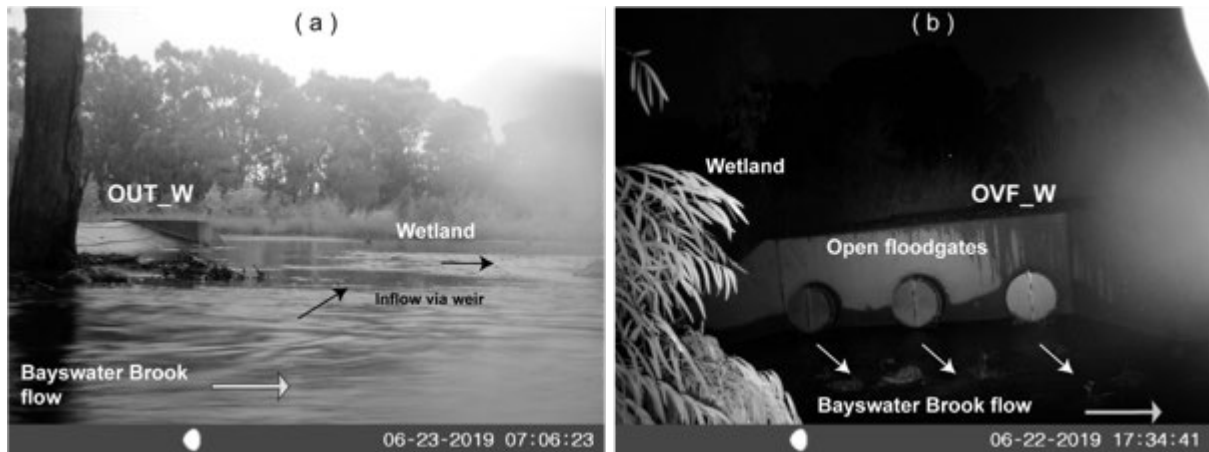 ( a )
OUT_W
Wetland
Inflow via weir
Bayswater Brook
flow
06-23-2019 07:06:23
( b )
Wetland
OVF_W
Open floodgates
Bayswater Brook flow
06-22-2019 17:34:41